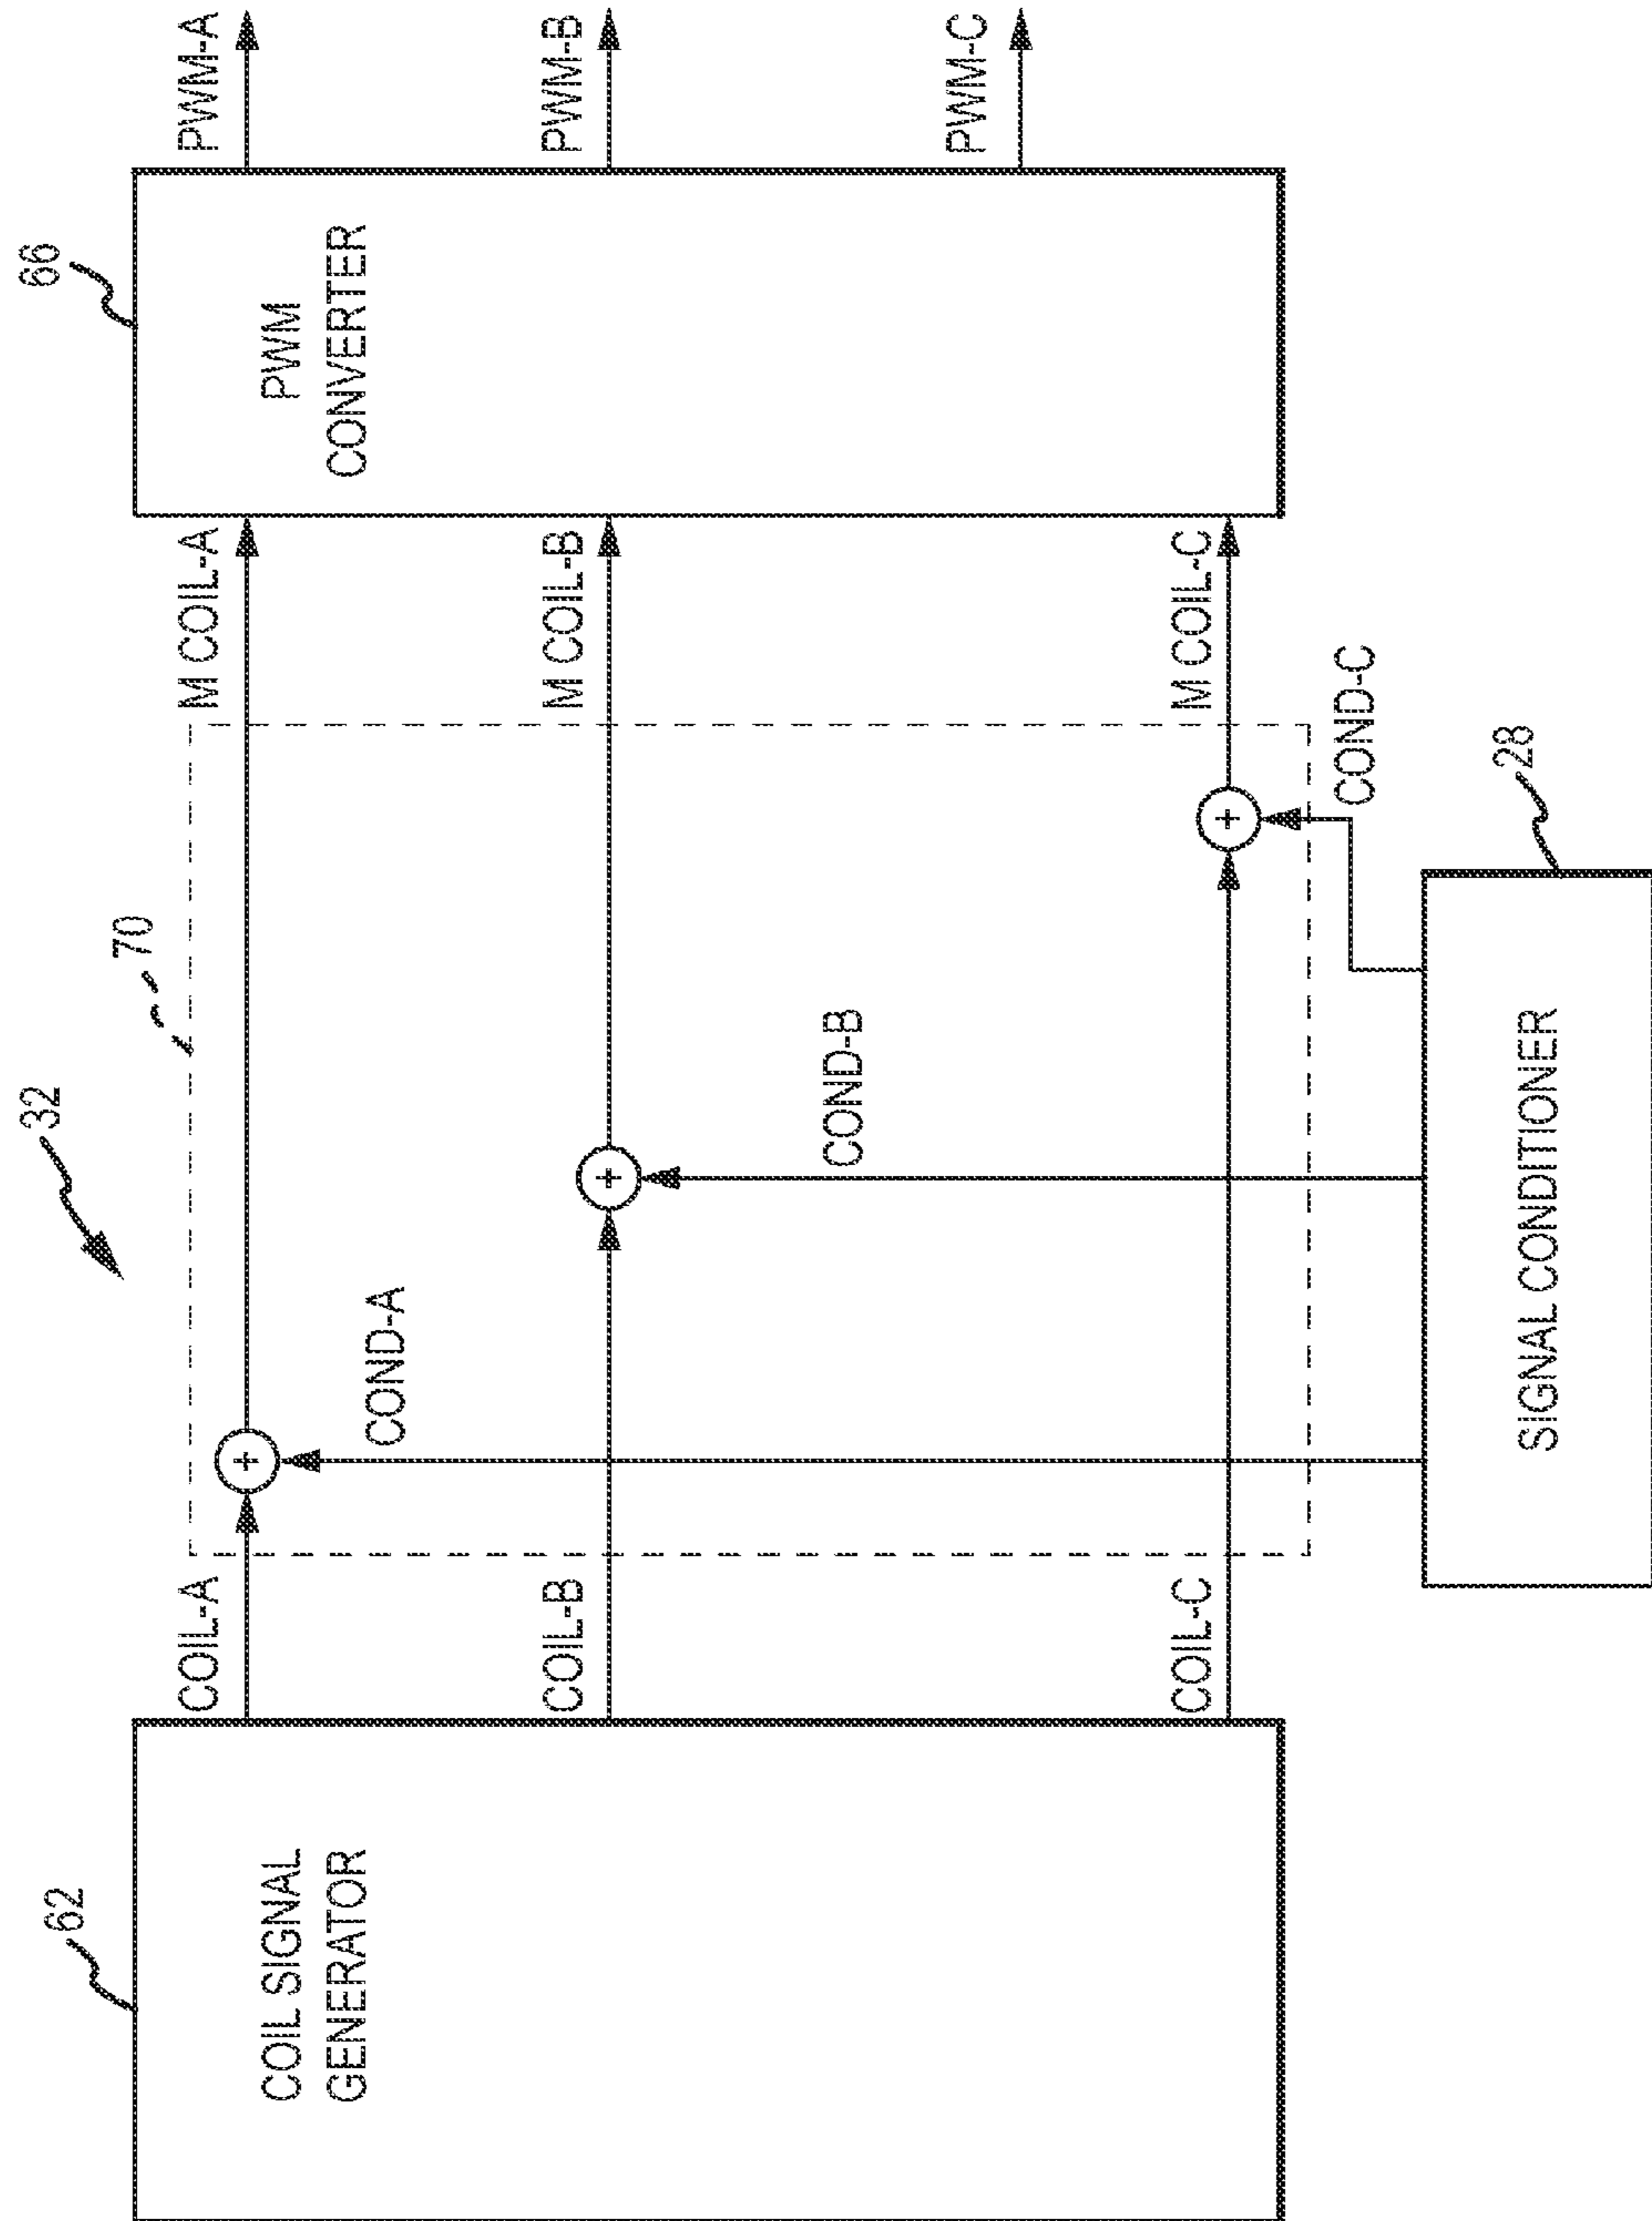 32
62
COIL SIGNAL
GENERATOR
COIL-A
COIL-B
COIL-C
70
COND-A
COND-B
COND-C
M COIL-A
M COIL-B
M COIL-C
66
PWM
CONVERTER
PWM-A
PWM-B
PWM-C
28
SIGNAL CONDITIONER
+
+
+